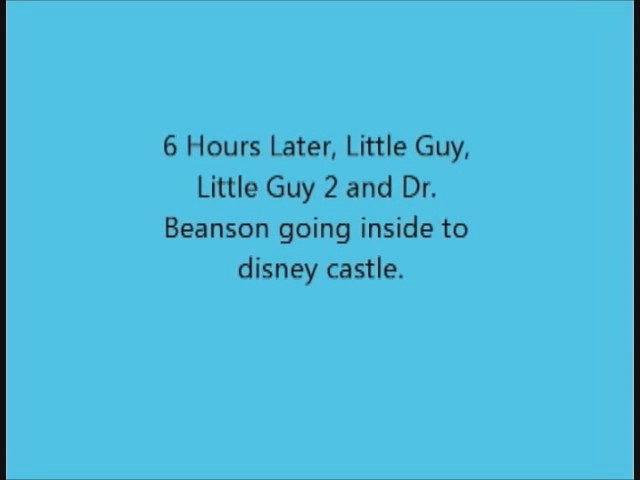 6 Hours Later, Little Guy,
Little Guy 2 and Dr.
Beanson going inside to
disney castle.